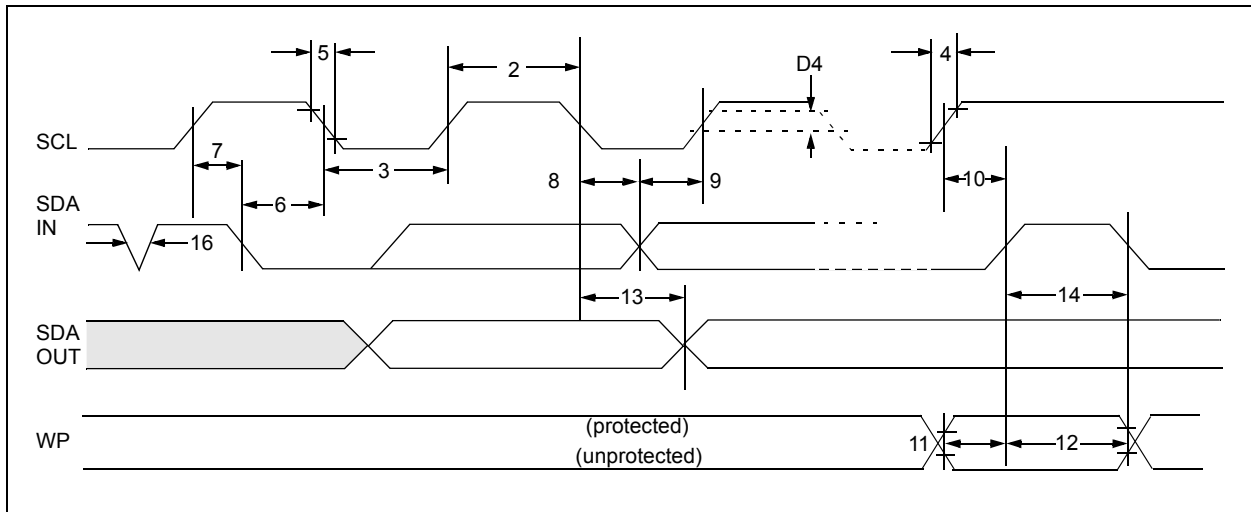 5
2
D4
4
SCL
7
3
8
9
10
SDA
IN
6
16
13
14
SDA
OUT
WP
(protected)
(unprotected)
11
12